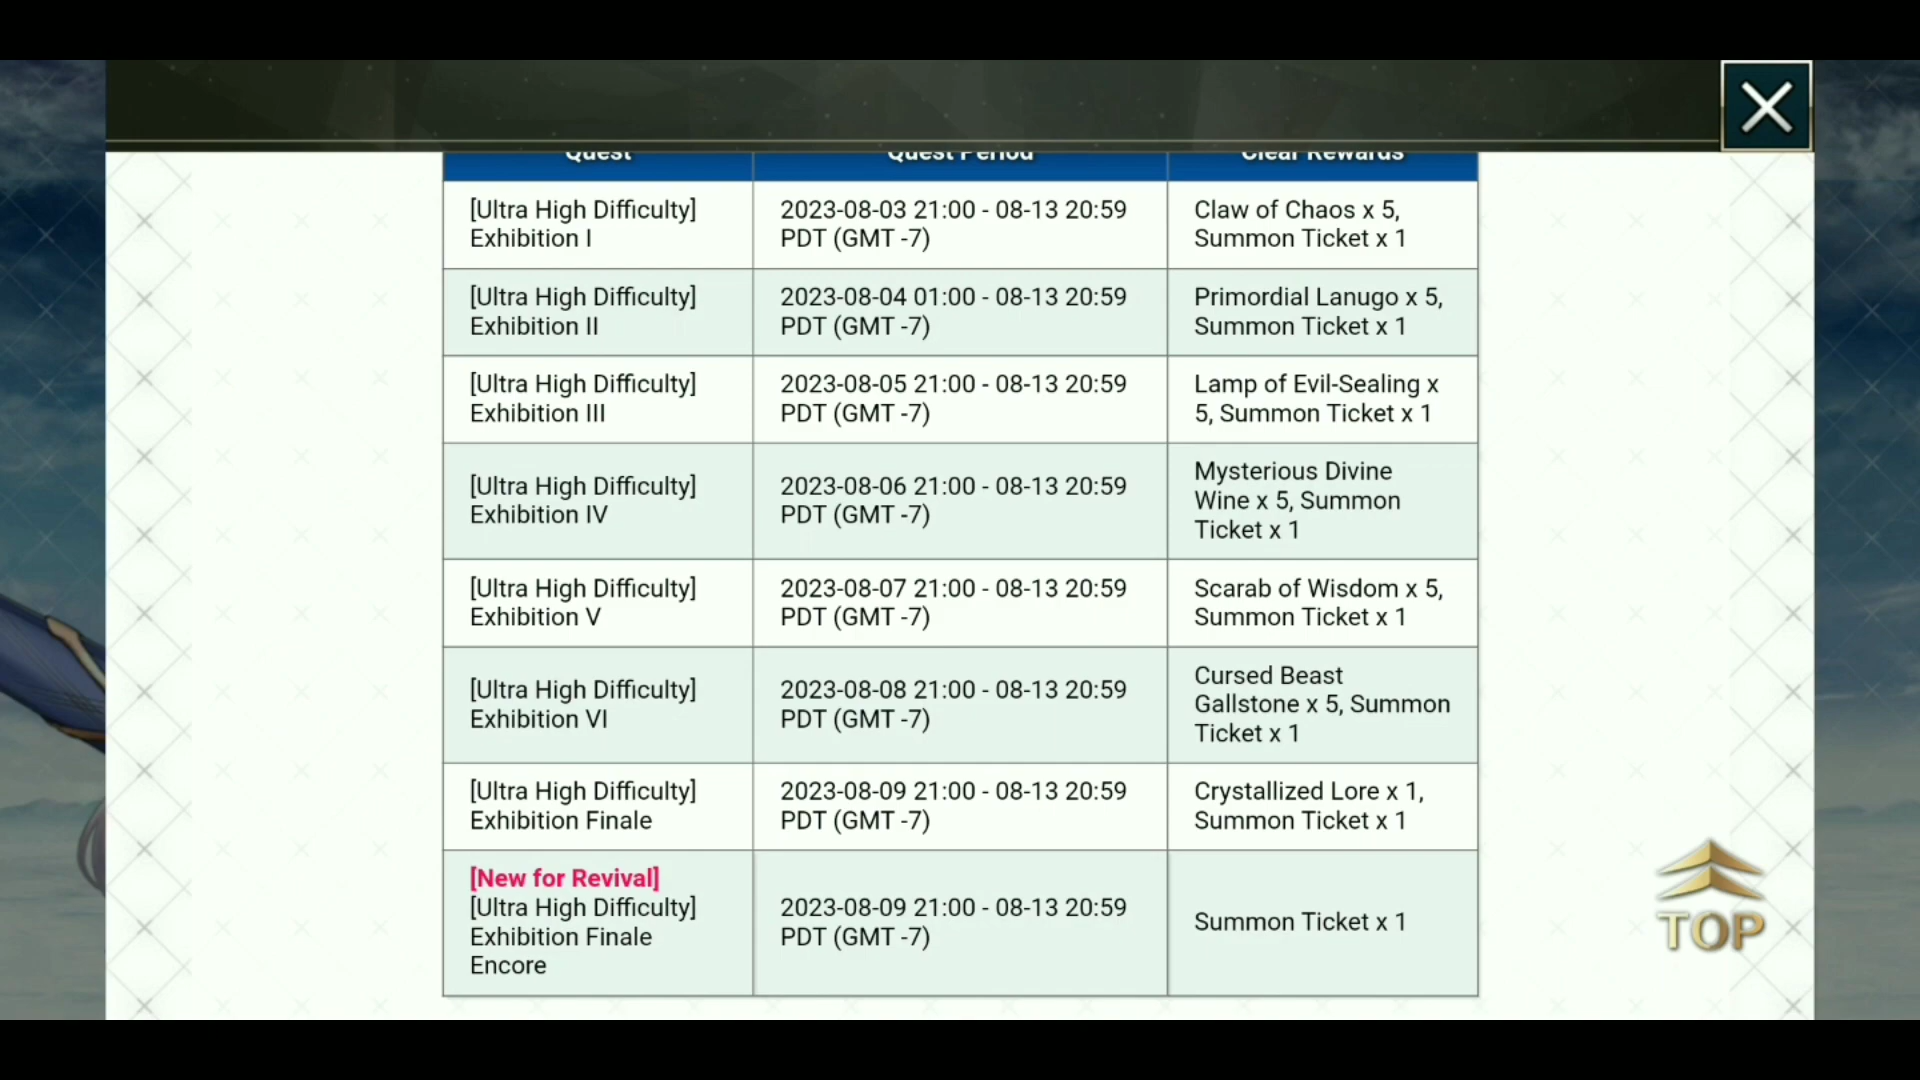 Quest
Quest Period
Clear Rewards
[Ultra High Difficulty]
Exhibition I
2023-08-03 21:00 - 08-13 20:59
PDT (GMT -7)
Claw of Chaos x 5,
Summon Ticket x 1
[Ultra High Difficulty]
Exhibition II
2023-08-04 01:00 - 08-13 20:59
PDT (GMT -7)
Primordial Lanugo x 5,
Summon Ticket x 1
[Ultra High Difficulty]
Exhibition III
2023-08-05 21:00 - 08-13 20:59
PDT (GMT -7)
Lamp of Evil-Sealing x
5, Summon Ticket x 1
[Ultra High Difficulty]
Exhibition IV
2023-08-06 21:00 - 08-13 20:59
PDT (GMT -7)
Mysterious Divine
Wine x 5, Summon
Ticket x 1
[Ultra High Difficulty]
Exhibition V
2023-08-07 21:00 - 08-13 20:59
PDT (GMT -7)
Scarab of Wisdom x 5,
Summon Ticket x 1
[Ultra High Difficulty]
Exhibition VI
2023-08-08 21:00 - 08-13 20:59
PDT (GMT -7)
Cursed Beast
Gallstone x 5, Summon
Ticket x 1
[Ultra High Difficulty]
Exhibition Finale
2023-08-09 21:00 - 08-13 20:59
PDT (GMT -7)
Crystallized Lore x 1,
Summon Ticket x 1
[New for Revival]
[Ultra High Difficulty]
Exhibition Finale
Encore
2023-08-09 21:00 - 08-13 20:59
PDT (GMT -7)
Summon Ticket x 1
TOP